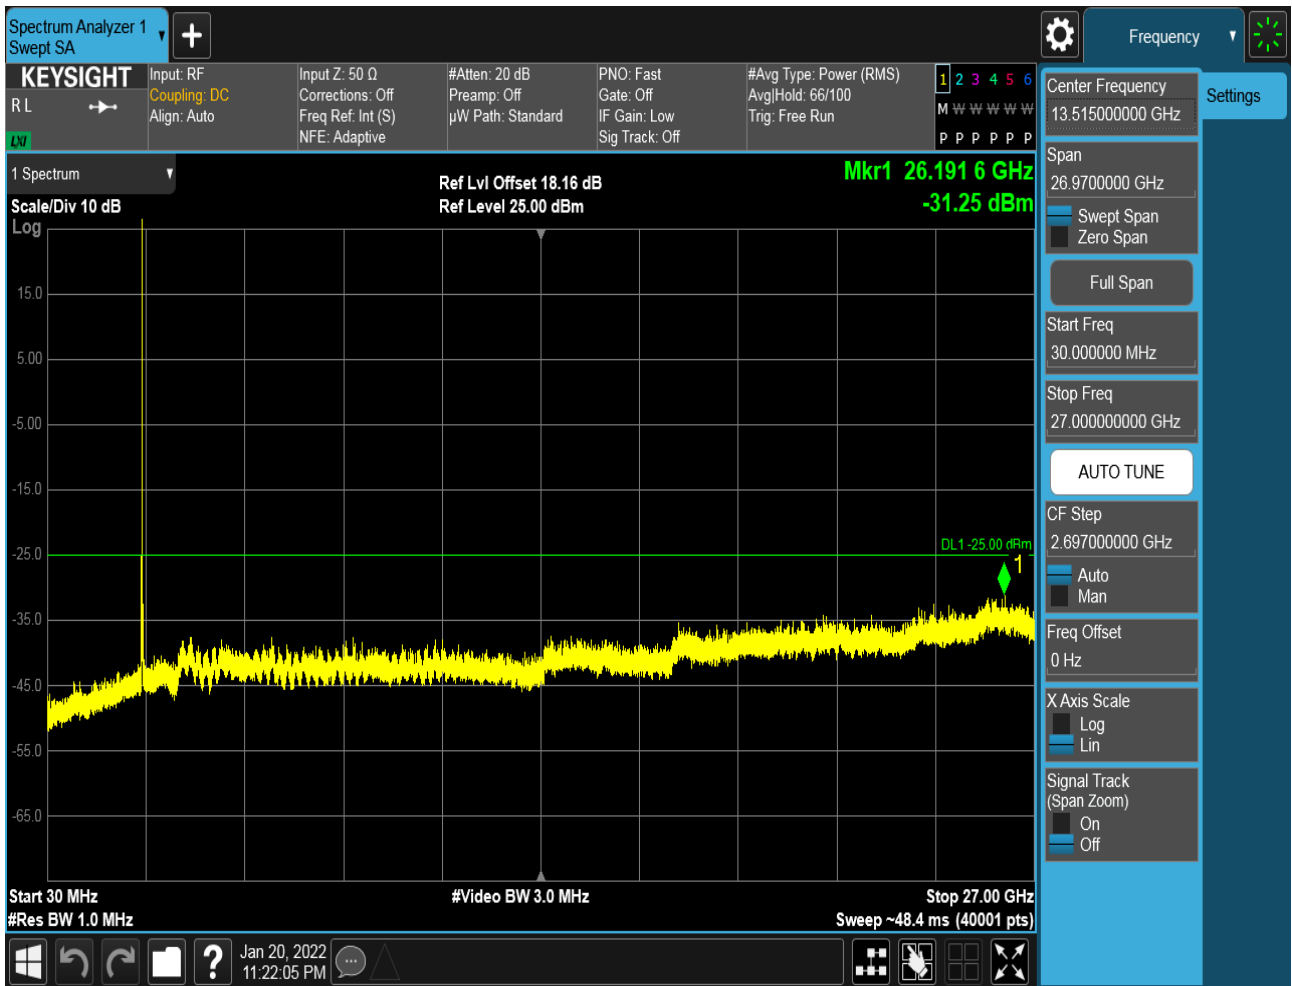 Spectrum Analyzer 1
Swept SA
Frequency
KEYSIGHT
R L
LXI
Input: RF
Coupling: DC
Align: Auto
Input Z: 50 Ω
Corrections: Off
Freq Ref: Int (S)
NFE: Adaptive
#Atten: 20 dB
Preamp: Off
µW Path: Standard
PNO: Fast
Gate: Off
IF Gain: Low
Sig Track: Off
#Avg Type: Power (RMS)
Avg|Hold: 66/100
Trig: Free Run
1 2 3 4 5 6
M W W W W W
P P P P P P
1 Spectrum
Scale/Div 10 dB
Log
Ref Lvl Offset 18.16 dB
Ref Level 25.00 dBm
Mkr1 26.191 6 GHz
-31.25 dBm
15.0
5.00
-5.00
-15.0
-25.0
-35.0
-45.0
-55.0
-65.0
DL1 -25.00 dBm
1
Start 30 MHz
#Res BW 1.0 MHz
#Video BW 3.0 MHz
Stop 27.00 GHz
Sweep ~48.4 ms (40001 pts)
Jan 20, 2022
11:22:05 PM
Center Frequency
13.515000000 GHz
Span
26.9700000 GHz
Swept Span
Zero Span
Full Span
Start Freq
30.000000 MHz
Stop Freq
27.000000000 GHz
AUTO TUNE
CF Step
2.697000000 GHz
Auto
Man
Freq Offset
0 Hz
X Axis Scale
Log
Lin
Signal Track
(Span Zoom)
On
Off
Settings